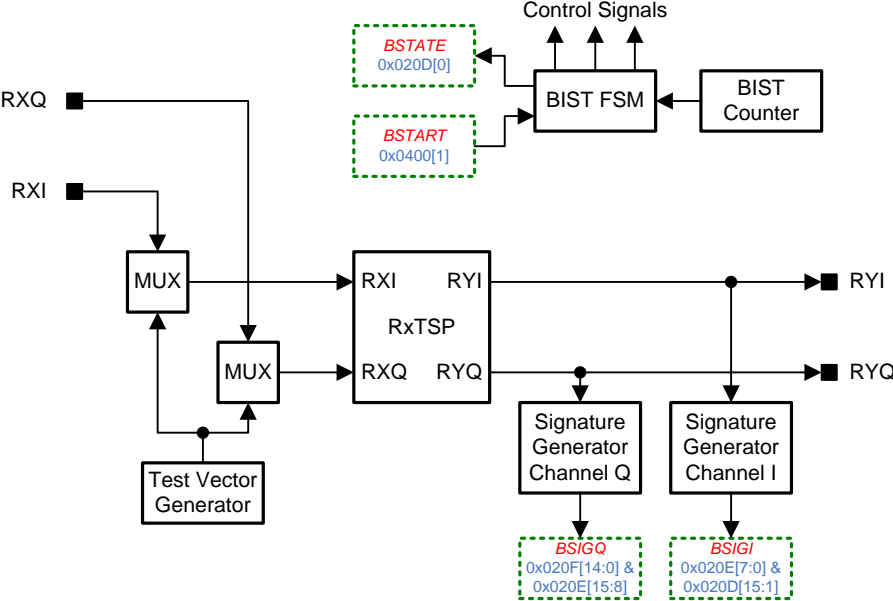 Control Signals
BSTATE
0x020D[0]
BIST FSM
BIST
Counter
BSTART
0x0400[1]
RXQ
RXI
MUX
RXI
RYI
RxTSP
RXQ
RYQ
RYI
MUX
RYQ
Signature
Generator
Channel Q
Signature
Generator
Channel I
Test Vector
Generator
BSIGQ
0x020F[14:0] &
0x020E[15:8]
BSIGI
0x020E[7:0] &
0x020D[15:1]